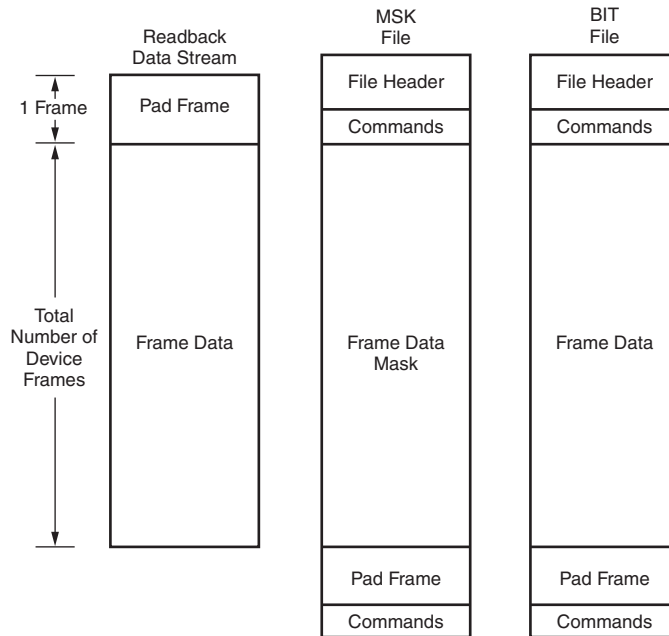 Readback
Data Stream
MSK
File
BIT
File
1 Frame
Pad Frame
File Header
Commands
File Header
Commands
Total
Number of
Device
Frames
Frame Data
Frame Data
Mask
Frame Data
Pad Frame
Commands
Pad Frame
Commands